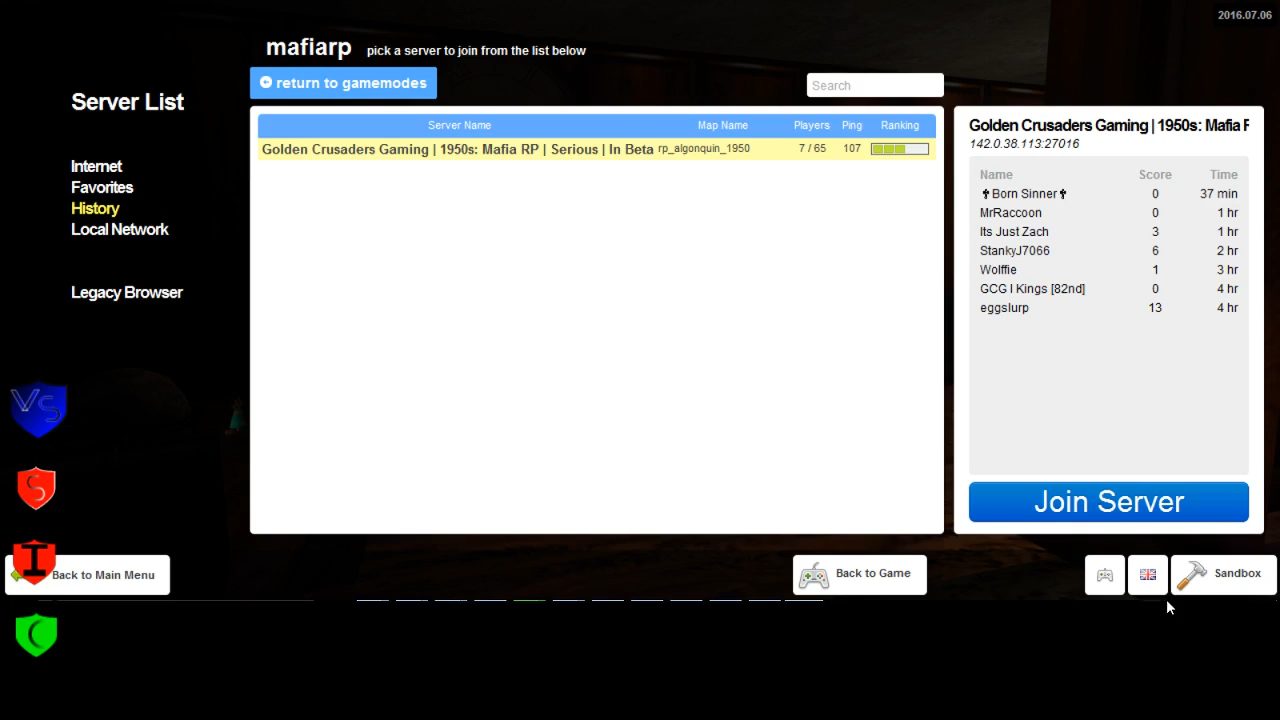 2016.07.06
mafiarp pick a server to join from the list below
return to gamemodes
Search
Server List
Internet
Favorites
History
Local Network
Legacy Browser
Server Name Map Name Players Ping Ranking
Golden Crusaders Gaming | 1950s: Mafia RP | Serious | In Beta rp_algonquin_1950 7 / 65 107
Golden Crusaders Gaming | 1950s: Mafia F
142.0.38.113:27016
Name Score Time
✝Born Sinner✝ 0 37 min
MrRaccoon 0 1 hr
Its Just Zach 3 1 hr
StankyJ7066 6 2 hr
Wolffie 1 3 hr
GCG I Kings [82nd] 0 4 hr
eggslurp 13 4 hr
Join Server
VS
S
I
C
Back to Main Menu
Back to Game
Sandbox